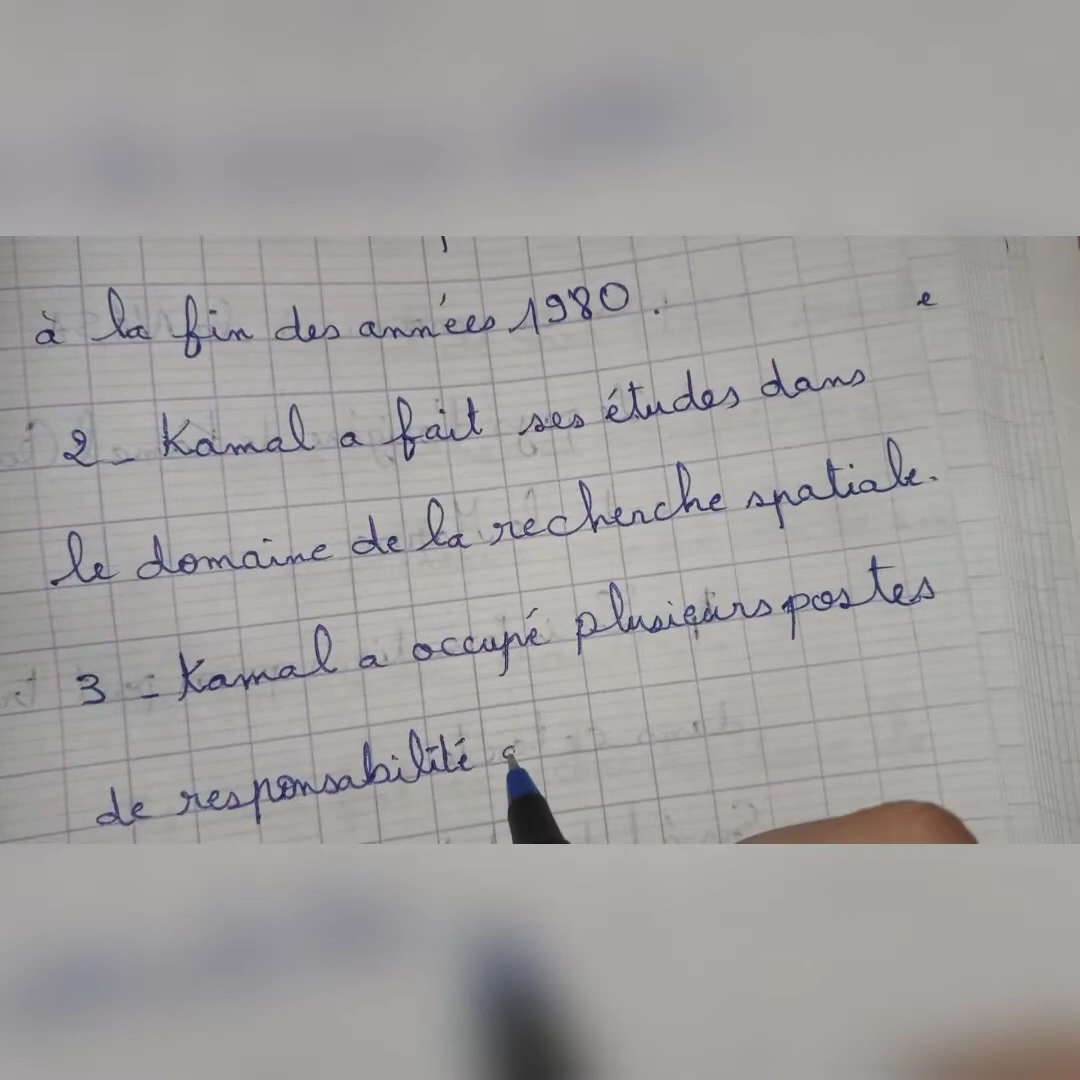 à la fin des années 1980.
e
2 - Kamal a fait ses études dans
le domaine de la recherche spatiale.
3 - Kamal a occupé plusieurs postes
de responsabilité